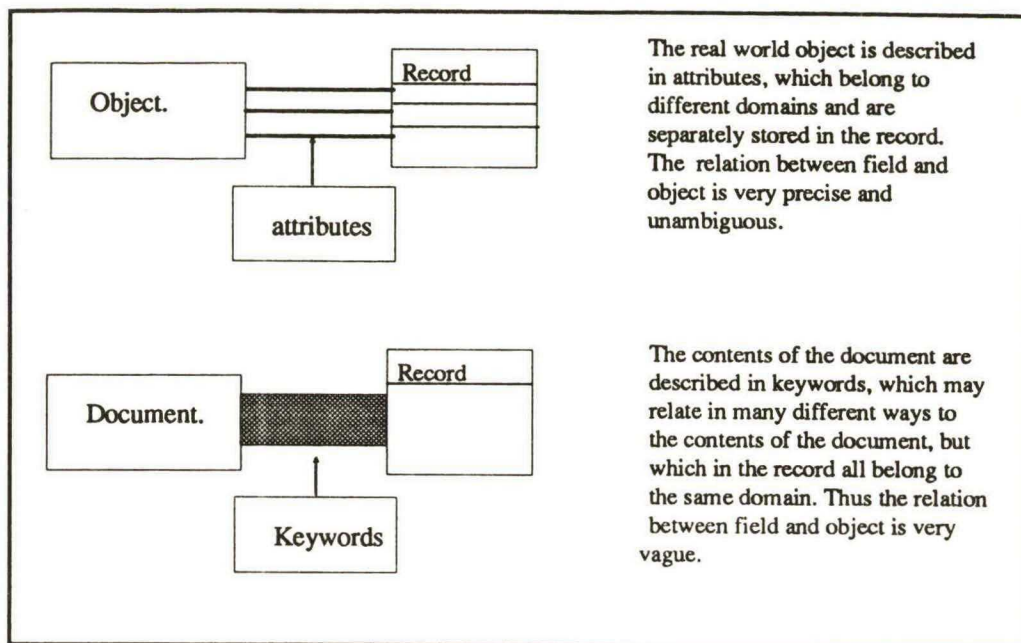 Object.
Record
attributes
The real world object is described
in attributes, which belong to
different domains and are
separately stored in the record.
The relation between field and
object is very precise and
unambiguous.
Document.
Record
Keywords
The contents of the document are
described in keywords, which may
relate in many different ways to
the contents of the document, but
which in the record all belong to
the same domain. Thus the relation
between field and object is very
vague.